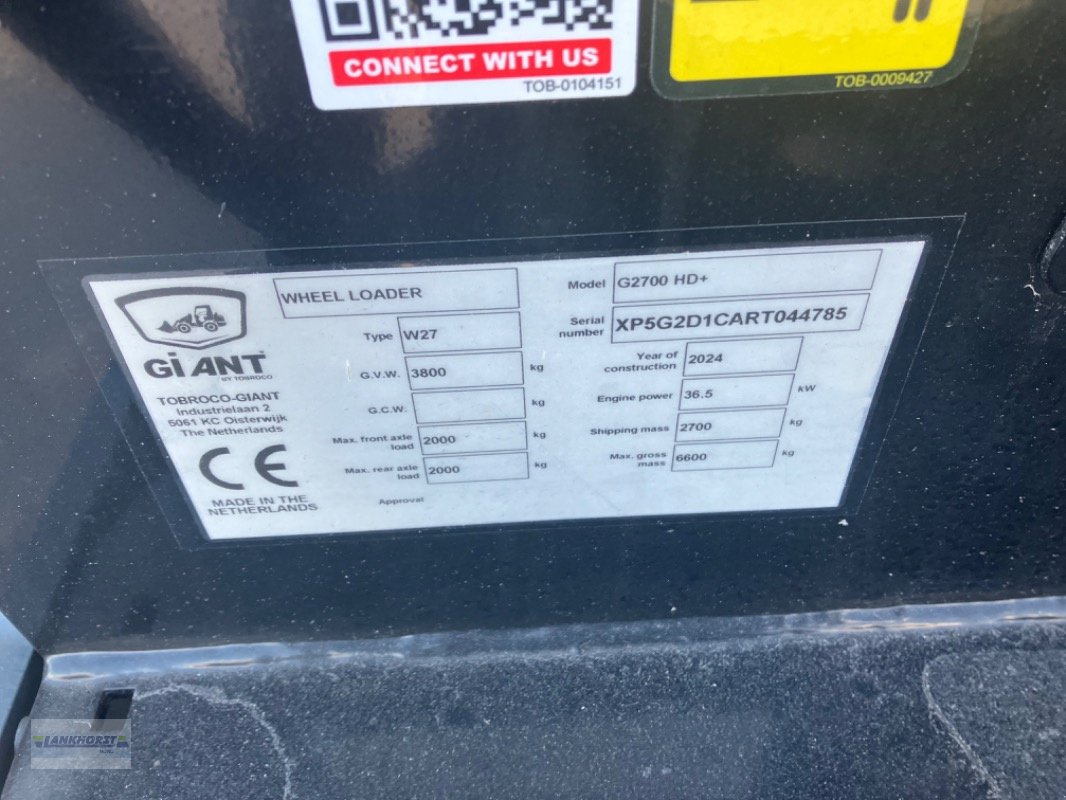 CONNECT WITH US
TOB-0104151
TOB-0009427
GiANT
BY TOBROCO
TOBROCO-GIANT
Industrielaan 2
5061 KC Oisterwijk
The Netherlands
CE
MADE IN THE
NETHERLANDS
WHEEL LOADER
Type W27
G.V.W. 3800 kg
G.C.W. kg
Max. front axle
load 2000 kg
Max. rear axle
load 2000 kg
Approval
Model G2700 HD+
Serial
number XP5G2D1CART044785
Year of
construction 2024
Engine power 36.5 kW
Shipping mass 2700 kg
Max. gross
mass 6600 kg
LANKHORST